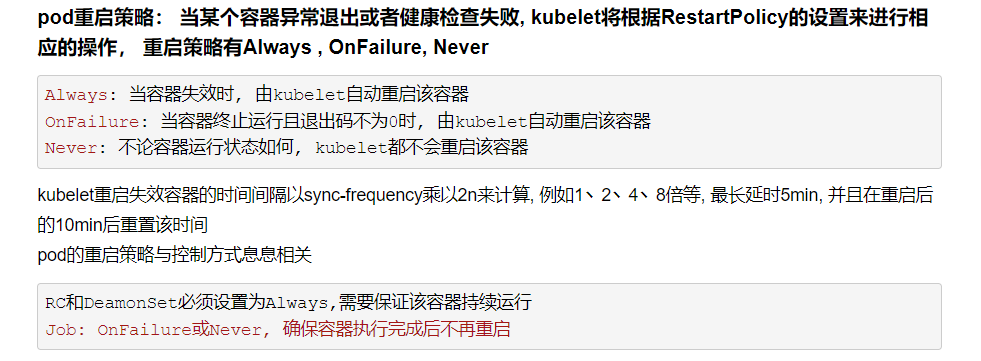 pod重启策略： 当某个容器异常退出或者健康检查失败, kubelet将根据RestartPolicy的设置来进行相
应的操作， 重启策略有Always , OnFailure, Never
Always: 当容器失效时, 由kubelet自动重启该容器
OnFailure: 当容器终止运行且退出码不为0时, 由kubelet自动重启该容器
Never: 不论容器运行状态如何, kubelet都不会重启该容器
kubelet重启失效容器的时间间隔以sync-frequency乘以2n来计算, 例如1、2、4、8倍等, 最长延时5min, 并且在重启后
的10min后重置该时间
pod的重启策略与控制方式息息相关
RC和DeamonSet必须设置为Always,需要保证该容器持续运行
Job: OnFailure或Never, 确保容器执行完成后不再重启